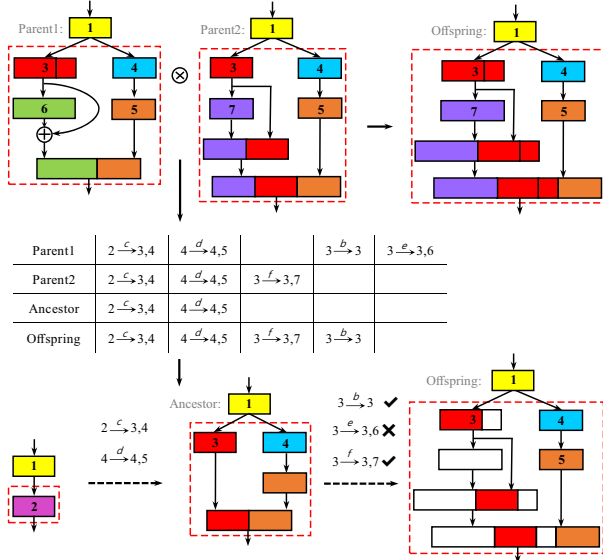 Parent1: 1
3 4
6 5
⊗
Parent2: 1
3 4
7 5
Offspring: 1
3 4
7 5
Parent1 2 —c→ 3,4 4 —d→ 4,5 3 —b→ 3 3 —e→ 3,6
Parent2 2 —c→ 3,4 4 —d→ 4,5 3 —f→ 3,7
Ancestor 2 —c→ 3,4 4 —d→ 4,5
Offspring 2 —c→ 3,4 4 —d→ 4,5 3 —f→ 3,7 3 —b→ 3
1
2
2 —c→ 3,4
4 —d→ 4,5
Ancestor: 1
3 4
3 —b→ 3 ✔
3 —e→ 3,6 ✖
3 —f→ 3,7 ✔
Offspring: 1
3 4
5